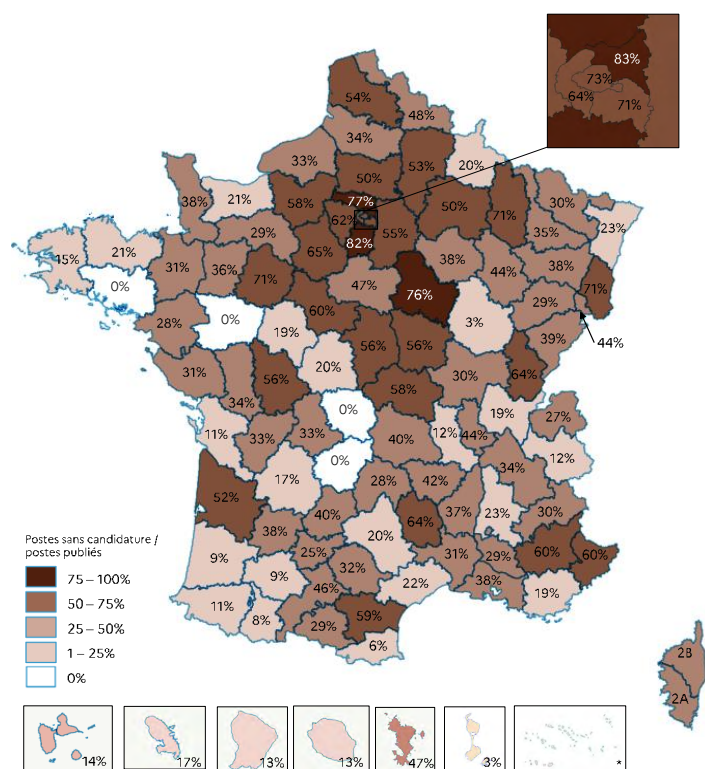 83%
73%
64% 71%
54%
48%
34%
33% 53% 20%
50%
38% 21% 58% 77% 50% 71% 30%
62% 55% 35% 23%
29% 82%
15% 21% 65% 38% 38%
31% 36% 71% 44%
0% 47% 76% 29% 71%
28% 0% 60% 3%
19% 39% 44%
56% 56%
31% 20% 30% 64%
56% 58%
34% 0% 19% 27%
11% 33% 33% 40% 12% 44%
12%
0% 34%
17% 28% 42%
52% 40% 37% 23% 30%
38% 64%
20%
9% 25% 31% 29% 60% 60%
32%
9% 46% 22% 38% 19%
11% 8% 29% 59%
6%
Postes sans candidature /
postes publiés
75 – 100%
50 – 75%
25 – 50%
1 – 25%
0%
2B
2A
14% 17% 13% 13% 47% 3% *